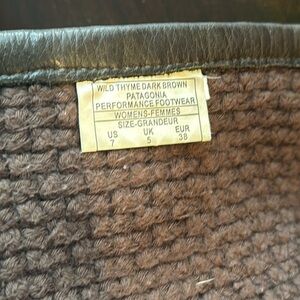 WILD THYME DARK BROWN
PATAGONIA
PERFORMANCE FOOTWEAR
WOMENS-FEMMES
SIZE-GRANDEUR
US UK EUR
7 5 38